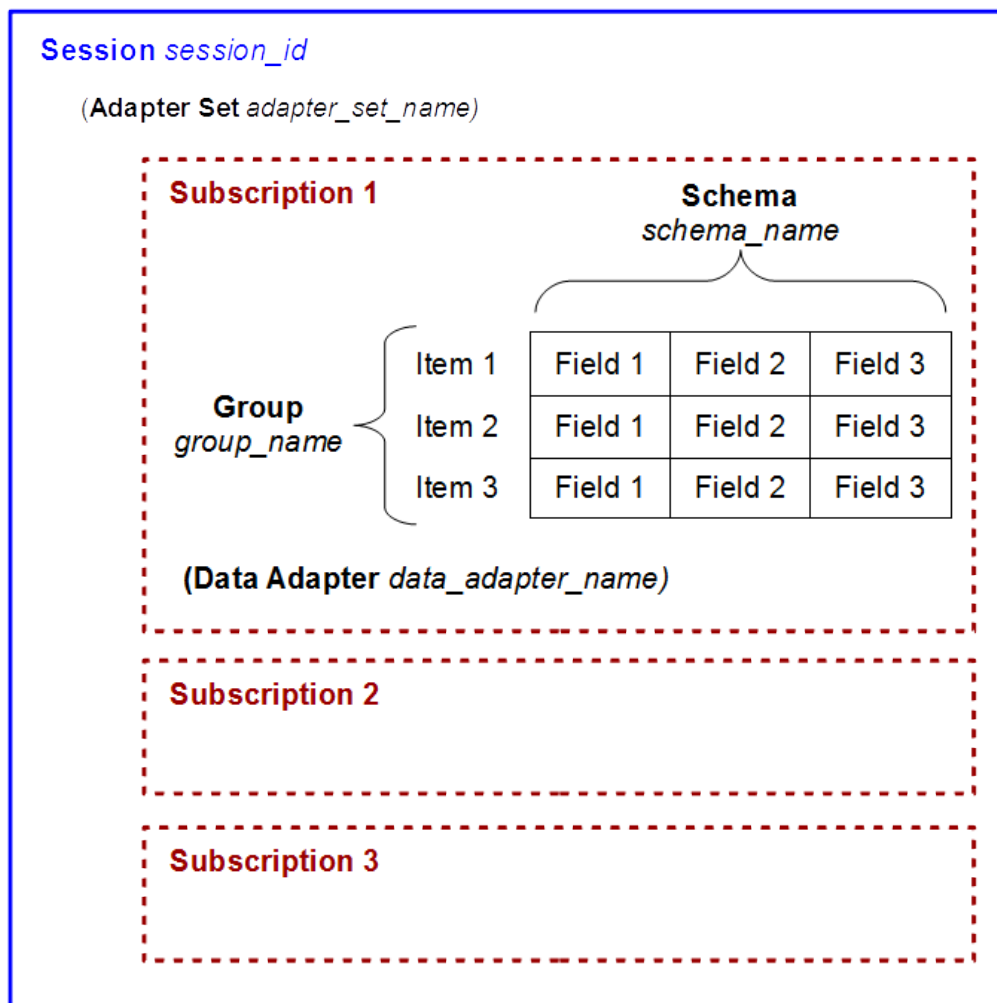 Session session_id
(Adapter Set adapter_set_name)
Subscription 1
Schema
schema_name
Item 1 Field 1 Field 2 Field 3
Group
group_name
Item 2 Field 1 Field 2 Field 3
Item 3 Field 1 Field 2 Field 3
(Data Adapter data_adapter_name)
Subscription 2
Subscription 3